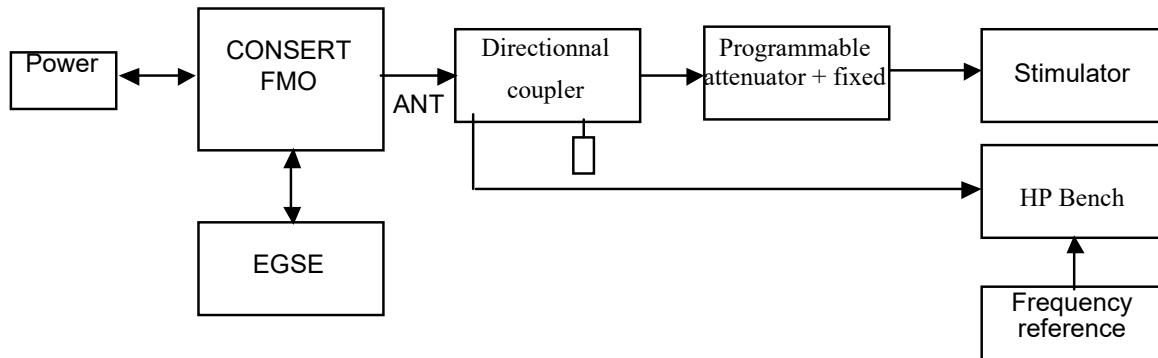 Power
CONSERT
FMO
ANT
Directionnal
coupler
Programmable
attenuator + fixed
Stimulator
HP Bench
EGSE
Frequency
reference